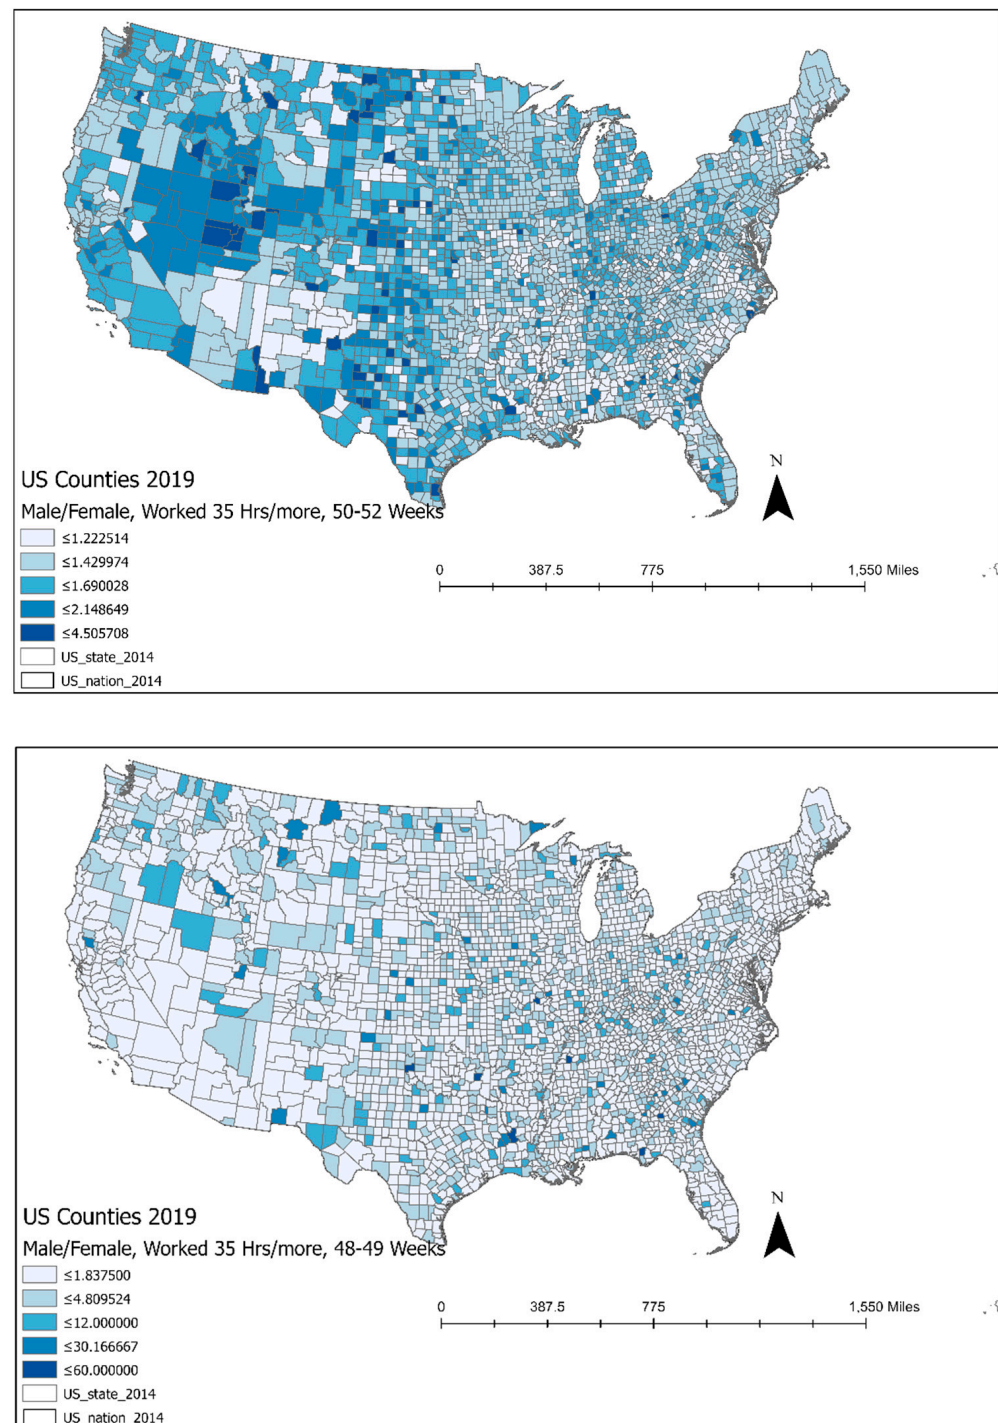 N
US Counties 2019
Male/Female, Worked 35 Hrs/more, 50-52 Weeks
≤1.222514
≤1.429974
≤1.690028
≤2.148649
≤4.505708
US_state_2014
US_nation_2014
0 387.5 775 1,550 Miles
N
US Counties 2019
Male/Female, Worked 35 Hrs/more, 48-49 Weeks
≤1.837500
≤4.809524
≤12.000000
≤30.166667
≤60.000000
US_state_2014
US_nation_2014
0 387.5 775 1,550 Miles